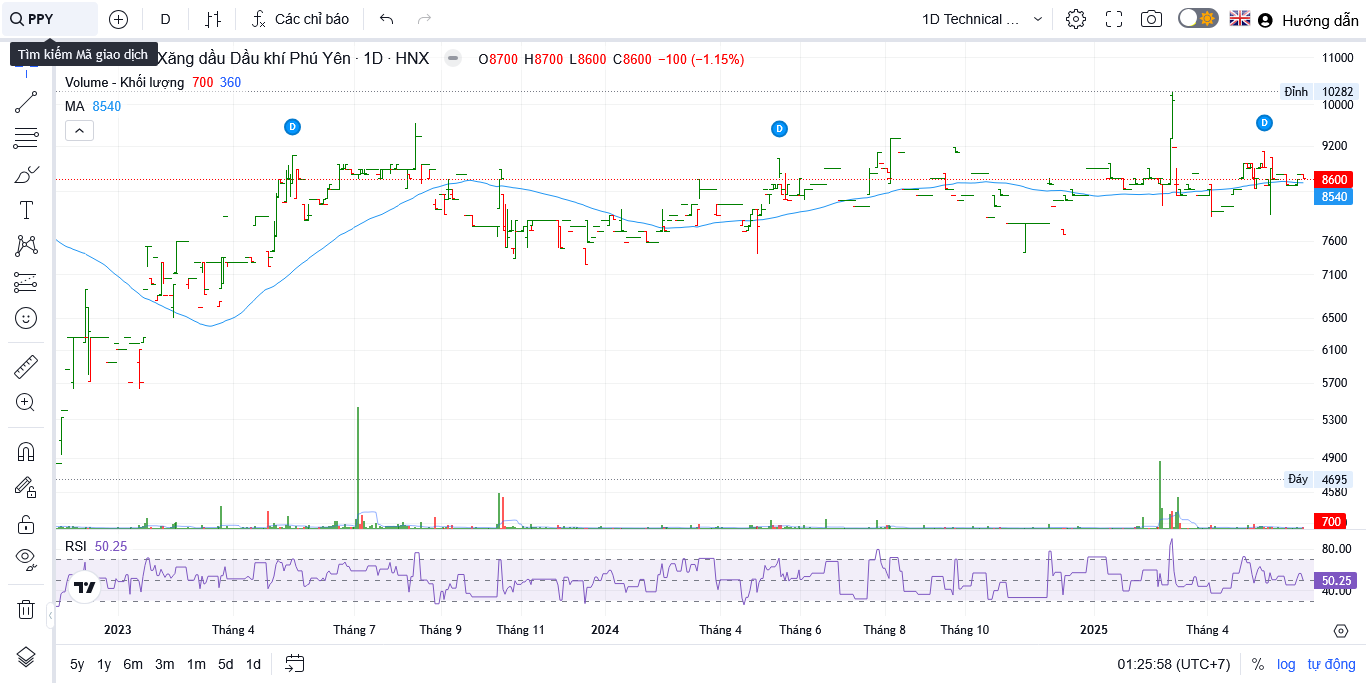 PPY D Các chỉ báo 1D Technical ... Hướng dẫn
Tìm kiếm Mã giao dịch
Xăng dầu Dầu khí Phú Yên · 1D · HNX O8700 H8700 L8600 C8600 −100 (−1.15%)
Volume - Khối lượng 700 360
MA 8540
D D D
11000
Đỉnh 10282
10000
9200
8600
8540
7600
7100
6500
6100
5700
5300
4900
Đáy 4695
4580
700
RSI 50.25
80.00
50.25
40.00
2023 Tháng 4 Tháng 7 Tháng 9 Tháng 11 2024 Tháng 4 Tháng 6 Tháng 8 Tháng 10 2025 Tháng 4
5y 1y 6m 3m 1m 5d 1d 01:25:58 (UTC+7) % log tự động